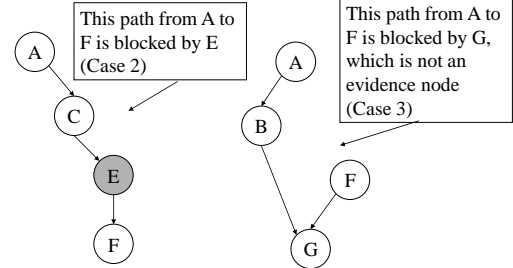 This path from A to
F is blocked by E
(Case 2)
This path from A to
F is blocked by G,
which is not an
evidence node
(Case 3)
A
C
E
F
A
B
F
G